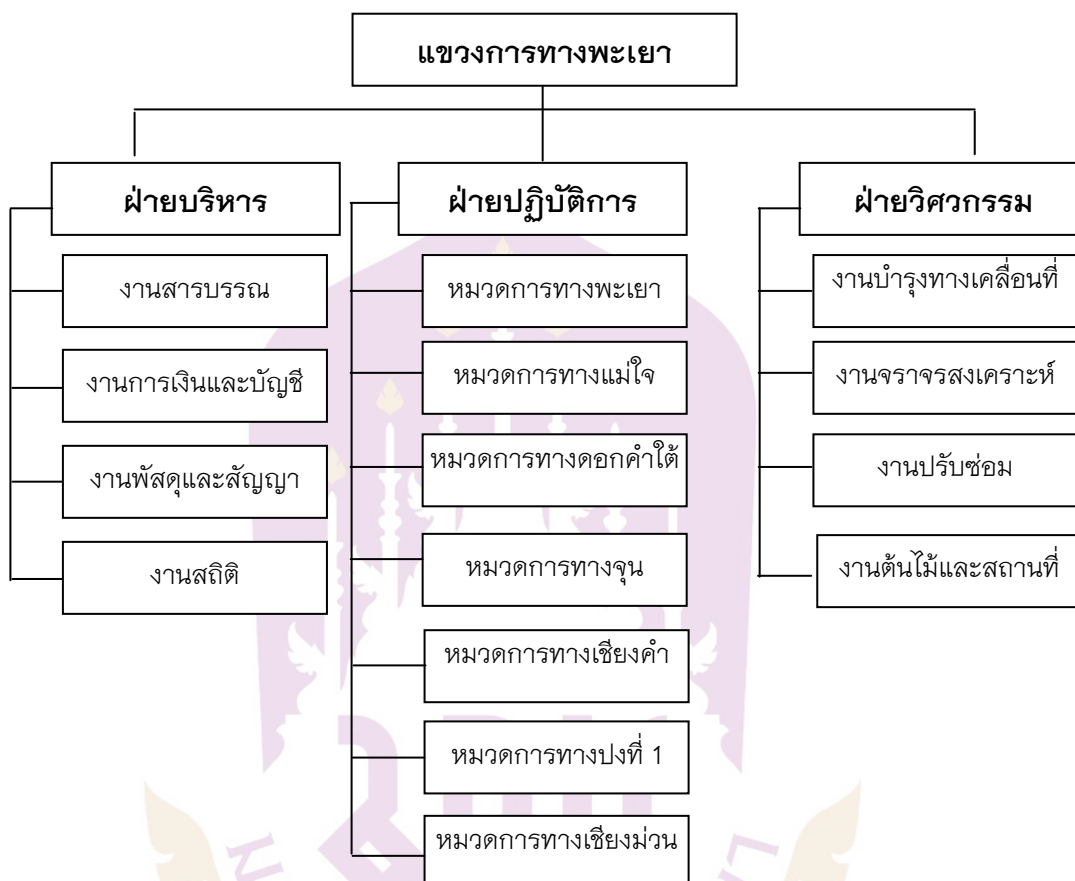 แขวงการทางพะเยา
ฝ่ายบริหาร
งานสารบรรณ
งานการเงินและบัญชี
งานพัสดุและสัญญา
งานสถิติ
ฝ่ายปฏิบัติการ
หมวดการทางพะเยา
หมวดการทางแม่ใจ
หมวดการทางดอกคำใต้
หมวดการทางจุน
หมวดการทางเชียงคำ
หมวดการทางปงที่ 1
หมวดการทางเชียงม่วน
ฝ่ายวิศวกรรม
งานบำรุงทางเคลื่อนที่
งานจราจรสงเคราะห์
งานปรับซ่อม
งานต้นไม้และสถานที่